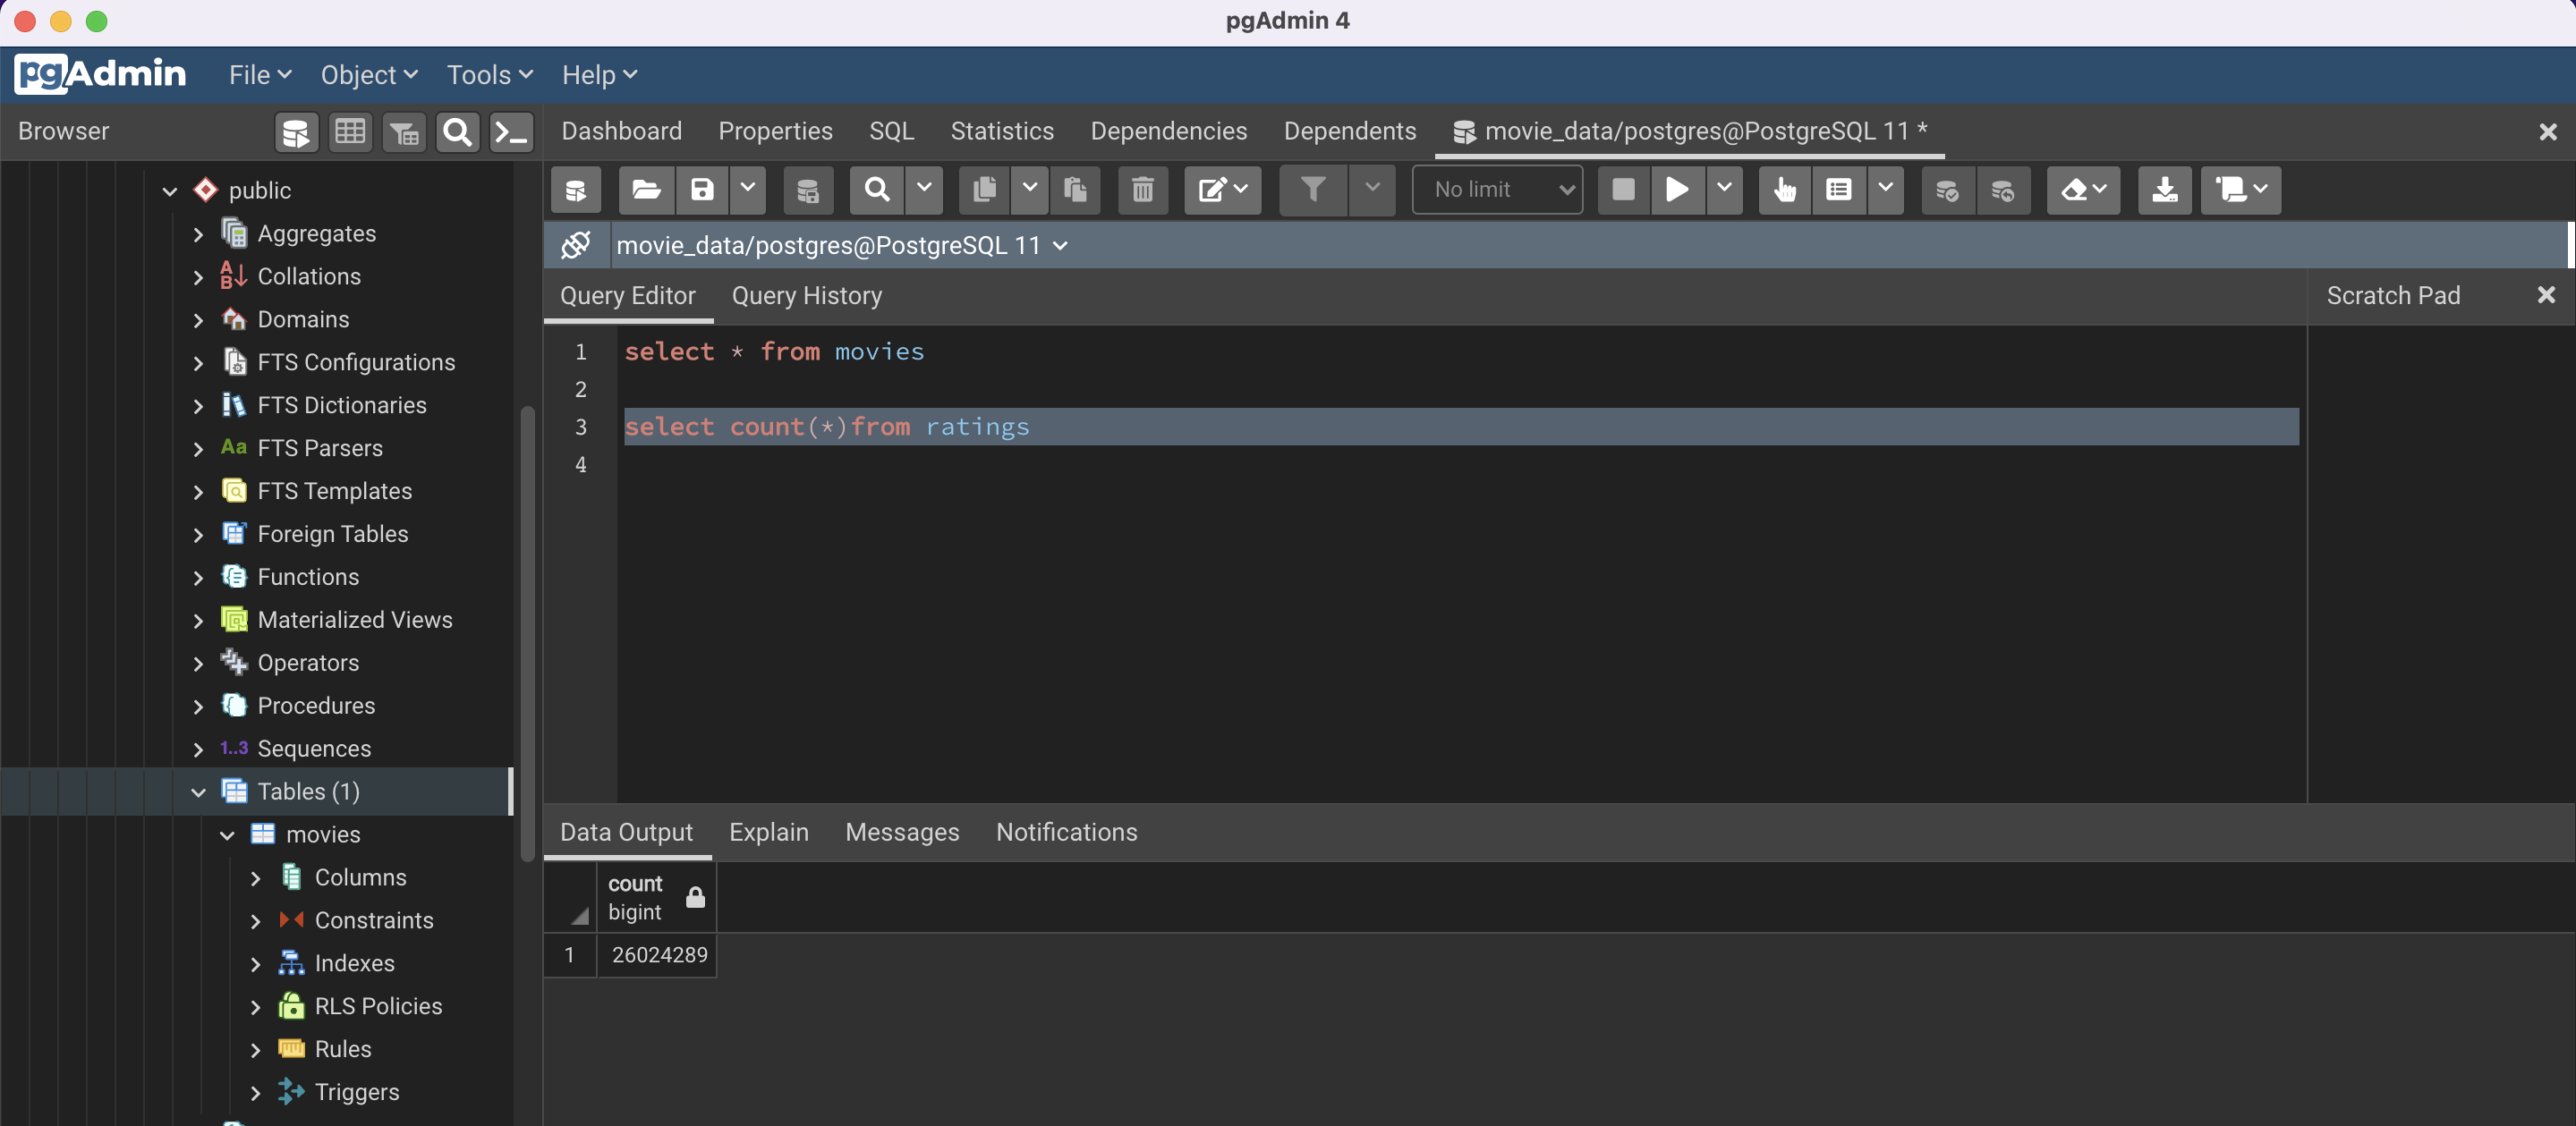 pgAdmin 4
pgAdmin File Object Tools Help
Browser
Dashboard Properties SQL Statistics Dependencies Dependents movie_data/postgres@PostgreSQL 11 *
No limit
movie_data/postgres@PostgreSQL 11
Query Editor Query History
Scratch Pad
1 select * from movies
2
3 select count(*)from ratings
4
public
Aggregates
AB Collations
Domains
FTS Configurations
FTS Dictionaries
Aa FTS Parsers
FTS Templates
Foreign Tables
Functions
Materialized Views
Operators
Procedures
1..3 Sequences
Tables (1)
movies
Columns
Constraints
Indexes
RLS Policies
Rules
Triggers
Data Output Explain Messages Notifications
count
bigint
1 26024289